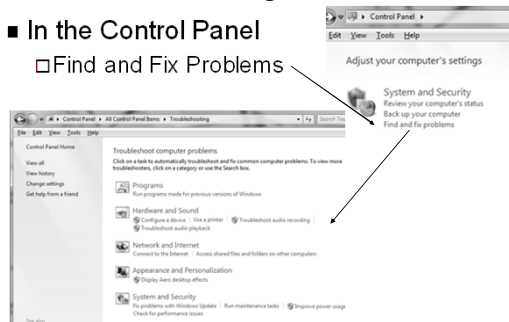 In the Control Panel
Find and Fix Problems
Control Panel
Edit View Tools Help
Adjust your computer's settings
System and Security
Review your computer's status
Back up your computer
Find and fix problems
Control Panel All Control Panel Items Troubleshooting
File Edit View Tools Help
Control Panel Home
View all
View history
Change settings
Get help from a friend
Troubleshoot computer problems
Click on a task to automatically troubleshoot and fix common computer problems. To view more
troubleshooters, click on a category or use the Search box.
Programs
Run programs made for previous versions of Windows
Hardware and Sound
Configure a device Use a printer Troubleshoot audio recording
Troubleshoot audio playback
Network and Internet
Connect to the Internet Access shared files and folders on other computers
Appearance and Personalization
Display Aero desktop effects
System and Security
Fix problems with Windows Update Run maintenance tasks Improve power usage
Check for performance issues